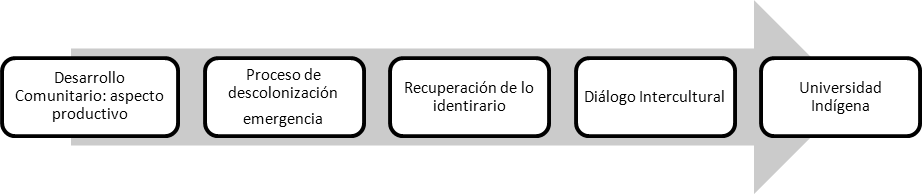 Desarrollo
Comunitario: aspecto
productivo
Proceso de
descolonización
emergencia
Recuperación de lo
identirario
Diálogo Intercultural
Universidad
Indígena